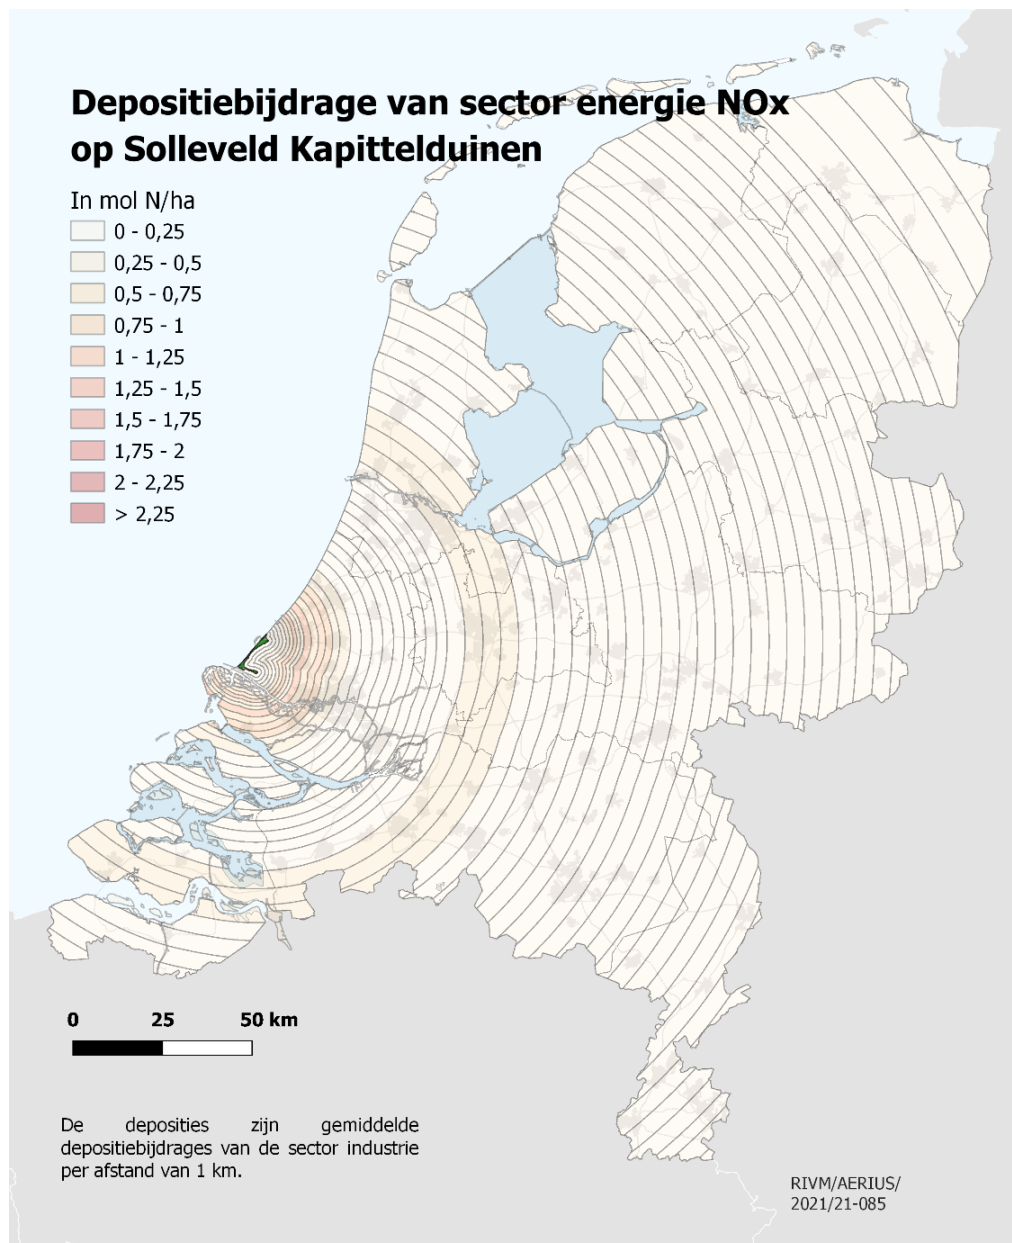 Depositiebijdrage van sector energie NOx
op Solleveld Kapittelduinen
In mol N/ha
0 - 0,25
0,25 - 0,5
0,5 - 0,75
0,75 - 1
1 - 1,25
1,25 - 1,5
1,5 - 1,75
1,75 - 2
2 - 2,25
> 2,25
0 25 50 km
De deposities zijn gemiddelde
depositiebijdrages van de sector industrie
per afstand van 1 km.
RIVM/AERIUS/
2021/21-085